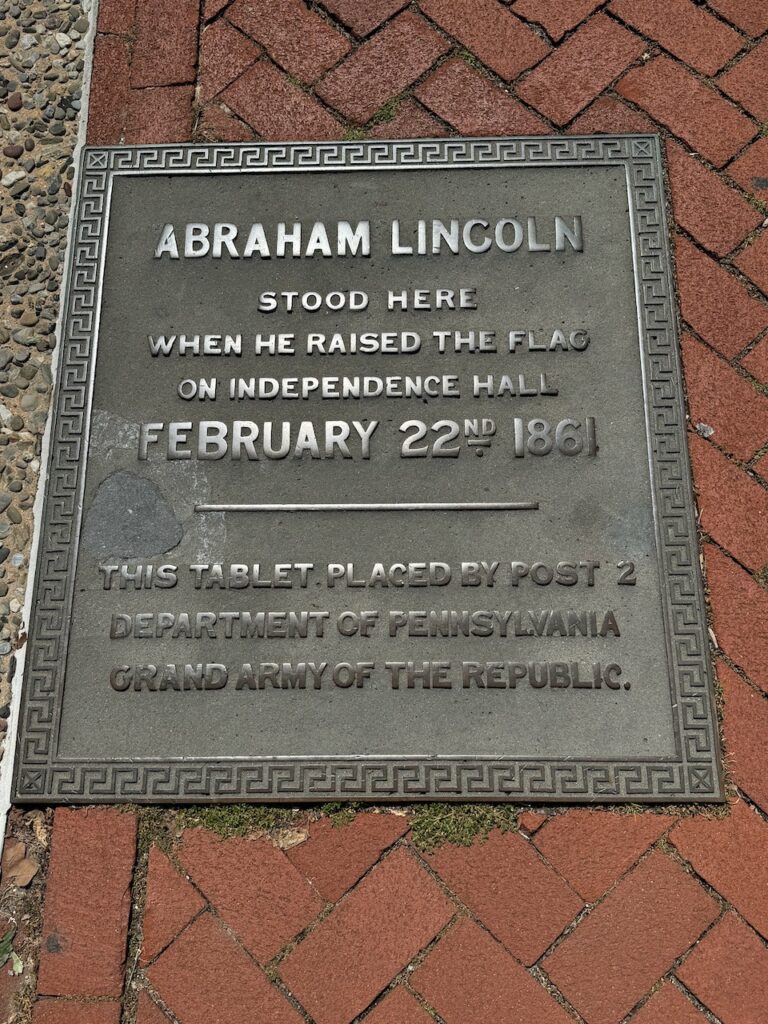 ABRAHAM LINCOLN
STOOD HERE
WHEN HE RAISED THE FLAG
ON INDEPENDENCE HALL
FEBRUARY 22ND 1861
THIS TABLET PLACED BY POST 2
DEPARTMENT OF PENNSYLVANIA
GRAND ARMY OF THE REPUBLIC.